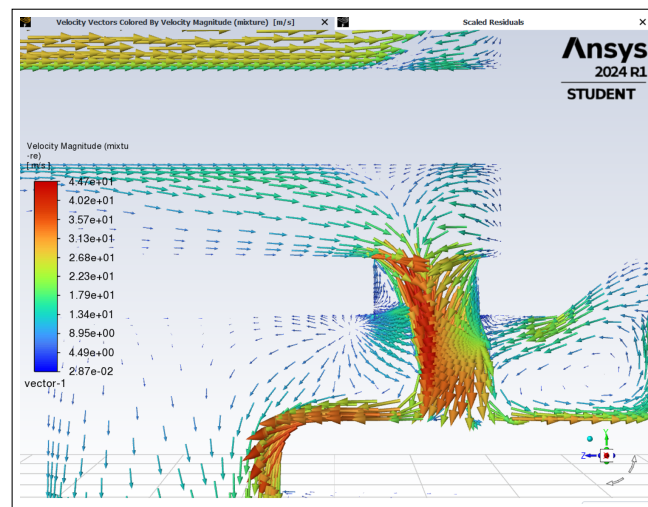 Velocity Vectors Colored By Velocity Magnitude (mixture) [m/s]
Scaled Residuals
Ansys
2024 R1
STUDENT
Velocity Magnitude (mixtu
-re)
[m/s]
4.47e+01
4.02e+01
3.57e+01
3.13e+01
2.68e+01
2.23e+01
1.79e+01
1.34e+01
8.95e+00
4.49e+00
2.87e-02
vector-1
Y
Z